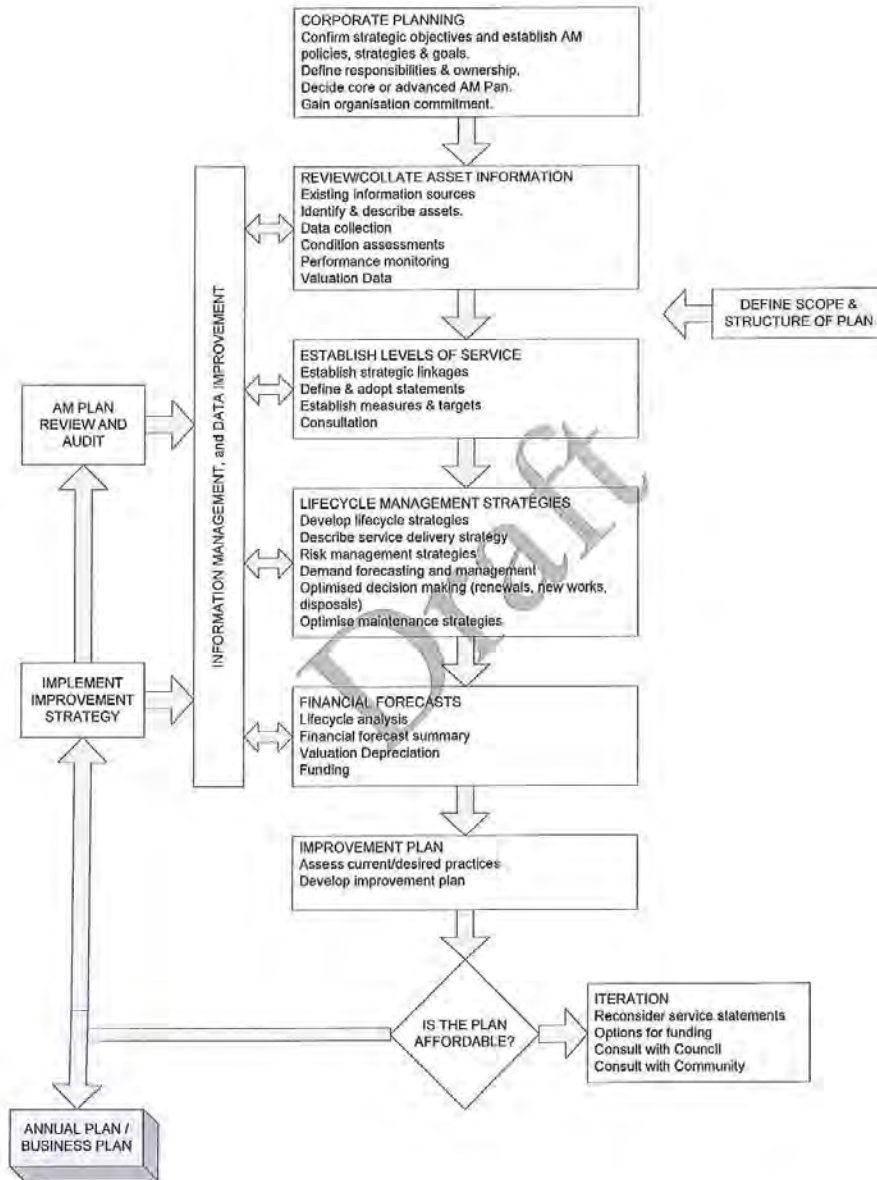 CORPORATE PLANNING
Confirm strategic objectives and establish AM
policies, strategies & goals.
Define responsibilities & ownership.
Decide core or advanced AM Pan.
Gain organisation commitment.
REVIEW/COLLATE ASSET INFORMATION
Existing information sources
Identify & describe assets.
Data collection
Condition assessments
Performance monitoring
Valuation Data
DEFINE SCOPE &
STRUCTURE OF PLAN
INFORMATION MANAGEMENT, and DATA IMPROVEMENT
ESTABLISH LEVELS OF SERVICE
Establish strategic linkages
Define & adopt statements
Establish measures & targets
Consultation
AM PLAN
REVIEW AND
AUDIT
LIFECYCLE MANAGEMENT STRATEGIES
Develop lifecycle strategies
Describe service delivery strategy
Risk management strategies
Demand forecasting and management
Optimised decision making (renewals, new works,
disposals)
Optimise maintenance strategies
Draft
IMPLEMENT
IMPROVEMENT
STRATEGY
FINANCIAL FORECASTS
Lifecycle analysis
Financial forecast summary
Valuation Depreciation
Funding
IMPROVEMENT PLAN
Assess current/desired practices
Develop improvement plan
IS THE PLAN
AFFORDABLE?
ITERATION
Reconsider service statements
Options for funding
Consult with Council
Consult with Community
ANNUAL PLAN /
BUSINESS PLAN